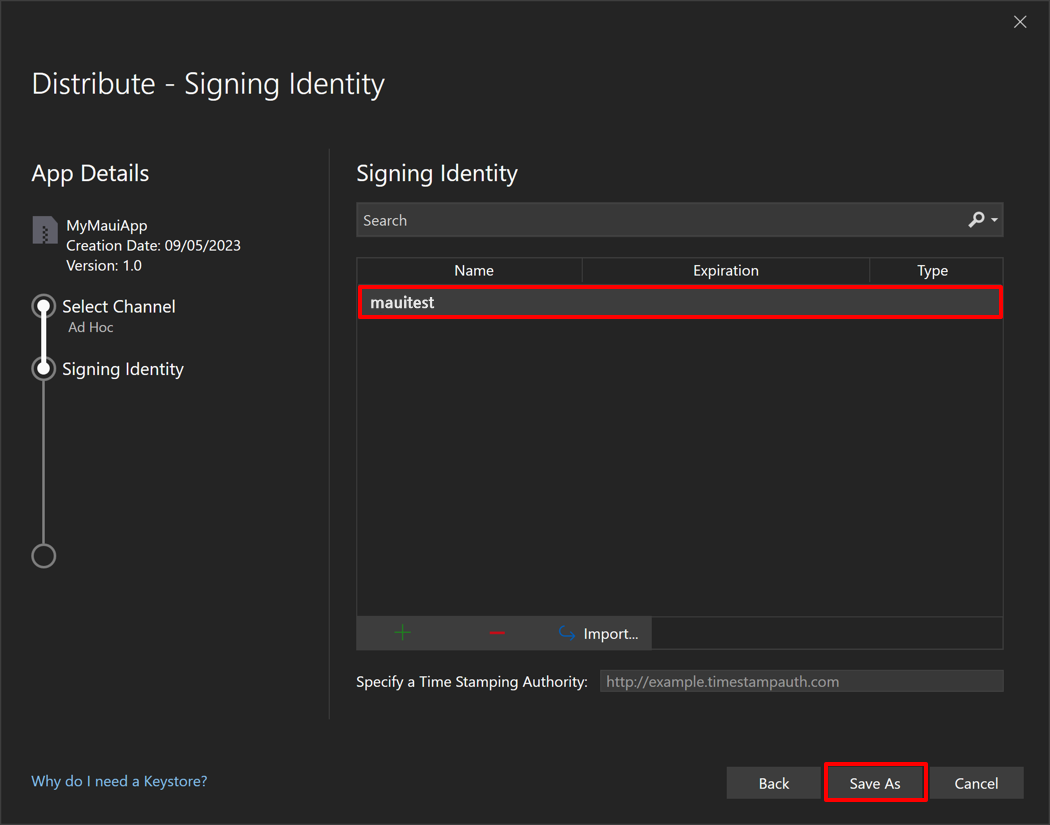 Distribute - Signing Identity
App Details
MyMauiApp
Creation Date: 09/05/2023
Version: 1.0
Select Channel
Ad Hoc
Signing Identity
Signing Identity
Search
Name Expiration Type
mauitest
Import...
Specify a Time Stamping Authority: http://example.timestampauth.com
Why do I need a Keystore?
Back Save As Cancel